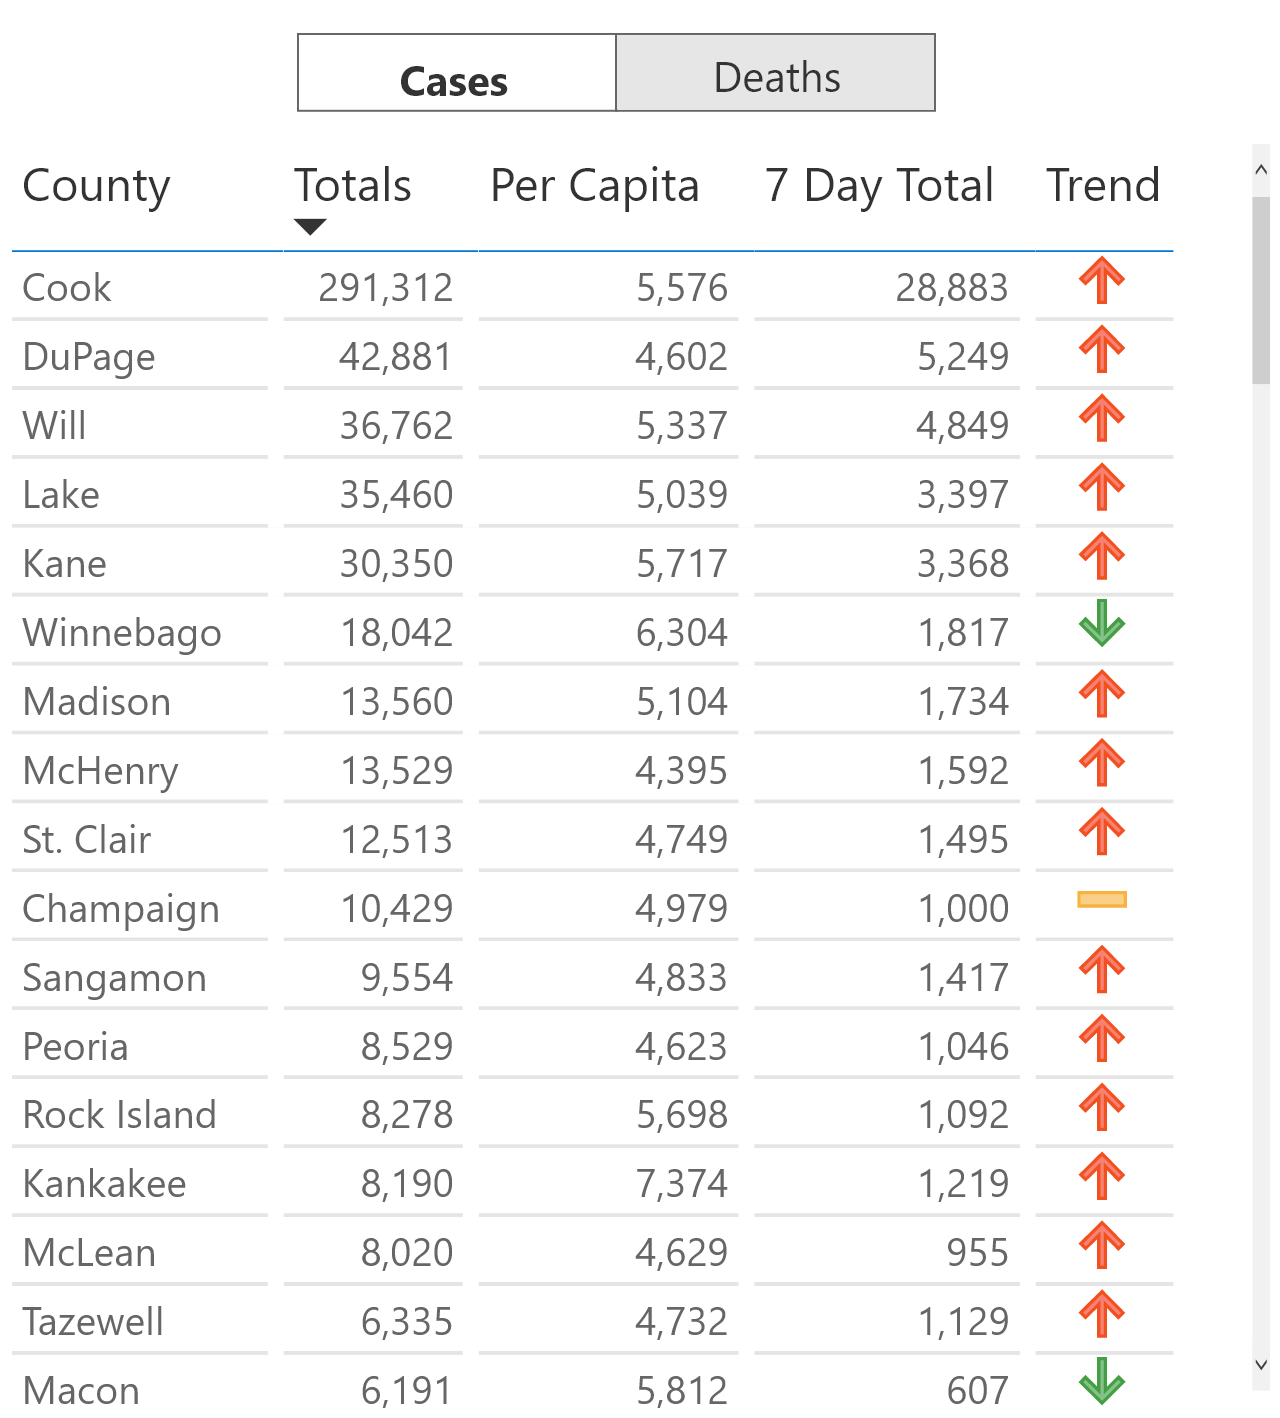 Cases Deaths
County Totals Per Capita 7 Day Total Trend
Cook 291,312 5,576 28,883
DuPage 42,881 4,602 5,249
Will 36,762 5,337 4,849
Lake 35,460 5,039 3,397
Kane 30,350 5,717 3,368
Winnebago 18,042 6,304 1,817
Madison 13,560 5,104 1,734
McHenry 13,529 4,395 1,592
St. Clair 12,513 4,749 1,495
Champaign 10,429 4,979 1,000
Sangamon 9,554 4,833 1,417
Peoria 8,529 4,623 1,046
Rock Island 8,278 5,698 1,092
Kankakee 8,190 7,374 1,219
McLean 8,020 4,629 955
Tazewell 6,335 4,732 1,129
Macon 6,191 5,812 607